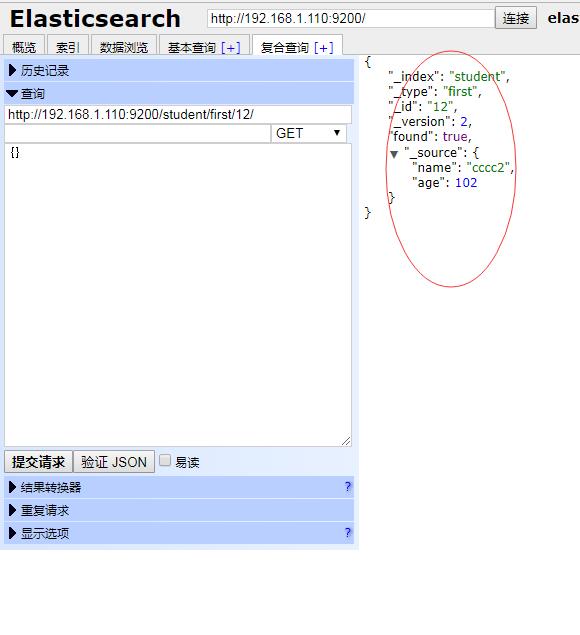 Elasticsearch http://192.168.1.110:9200/ 连接 elas
概览 索引 数据浏览 基本查询 [+] 复合查询 [+]
历史记录
查询
http://192.168.1.110:9200/student/first/12/
GET
{}
提交请求 验证 JSON 易读
结果转换器 ?
重复请求
显示选项 ?
{
"_index": "student",
"_type": "first",
"_id": "12",
"_version": 2,
"found": true,
"_source": {
"name": "cccc2",
"age": 102
}
}